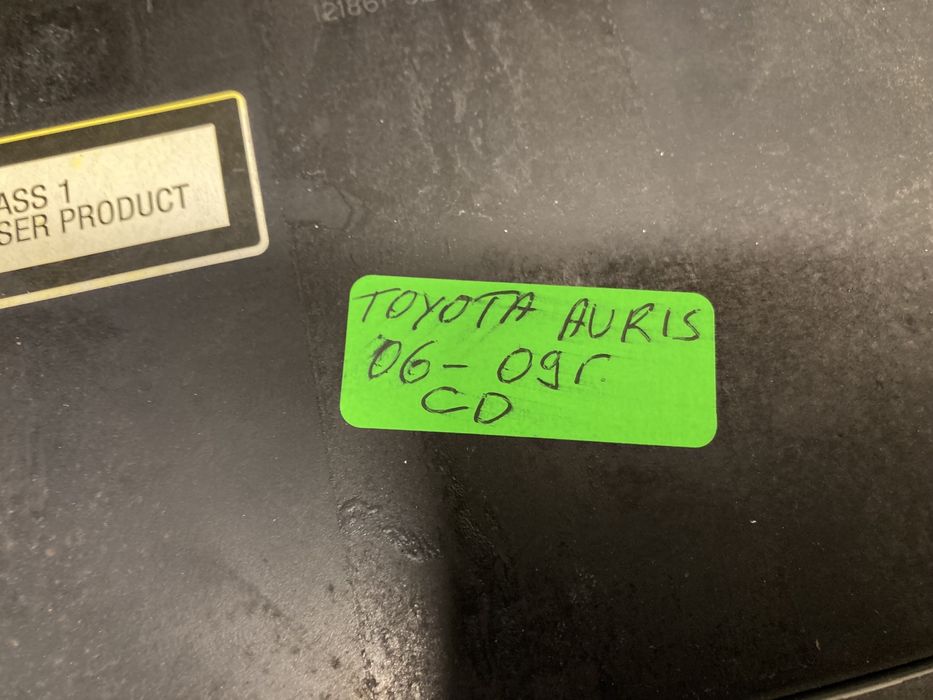 ASS 1
SER PRODUCT
TOYOTA AURIS
06- 09г.
CD